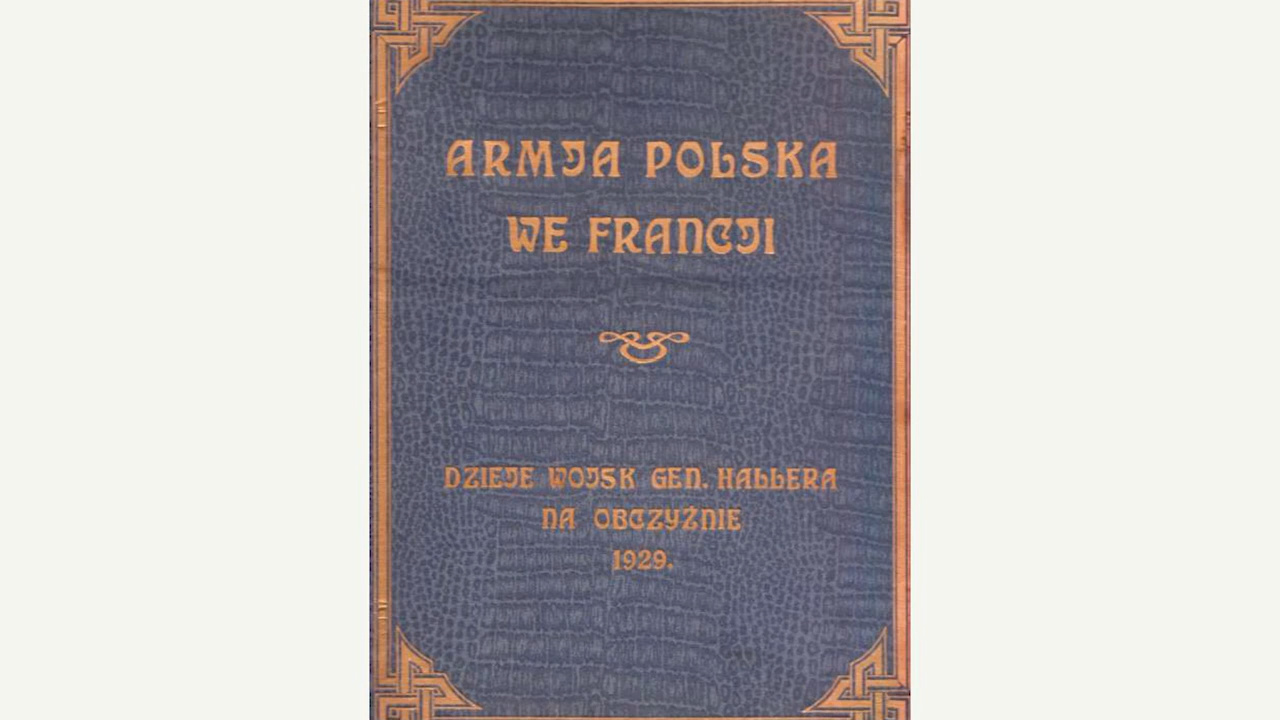 ARMJA POLSKA
WE FRANCJI
DZIEJE WOJSK GEN. HALLERA
NA OBCZYŹNIE
1929.